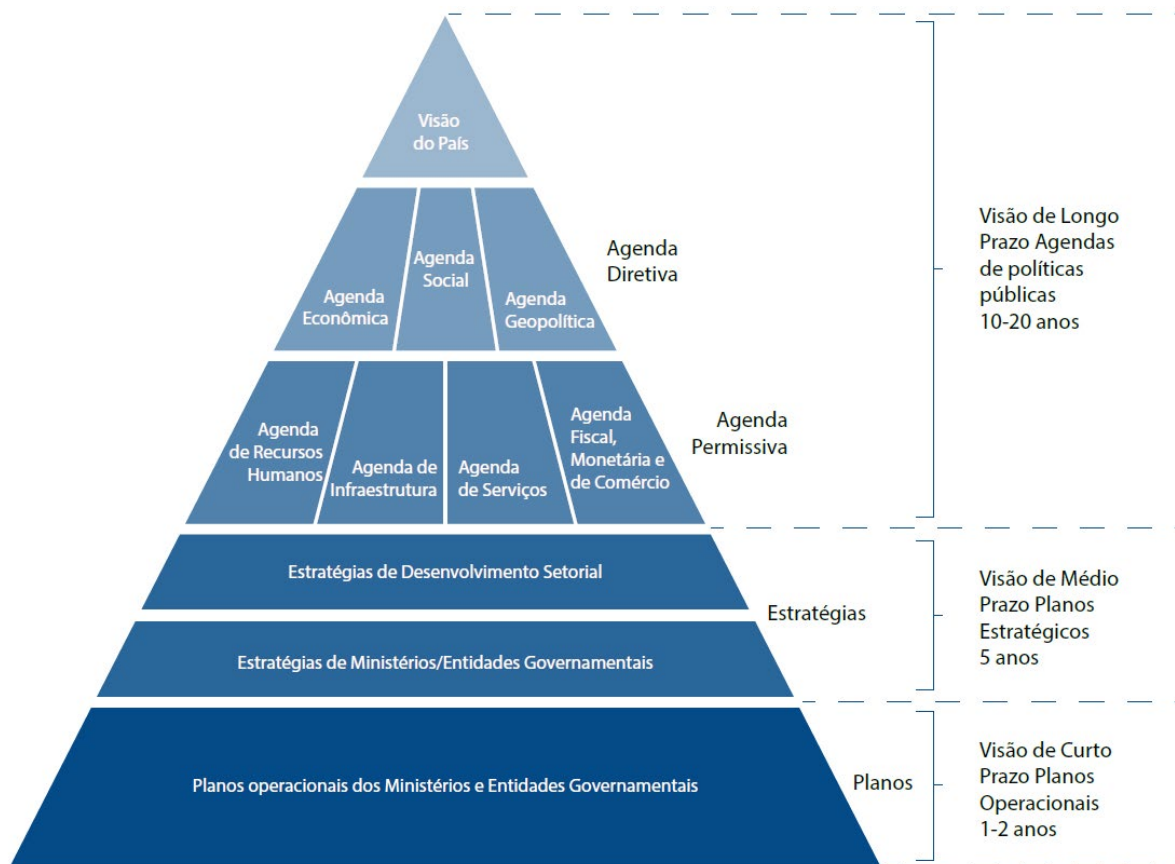 Visão
do País
Agenda
Econômica
Agenda
Social
Agenda
Geopolítica
Agenda
Diretiva
Agenda
de Recursos
Humanos
Agenda de
Infraestrutura
Agenda
de Serviços
Agenda
Fiscal,
Monetária e
de Comércio
Agenda
Permissiva
Visão de Longo
Prazo Agendas
de políticas
públicas
10-20 anos
Estratégias de Desenvolvimento Setorial
Estratégias de Ministérios/Entidades Governamentais
Estratégias
Visão de Médio
Prazo Planos
Estratégicos
5 anos
Planos operacionais dos Ministérios e Entidades Governamentais
Planos
Visão de Curto
Prazo Planos
Operacionais
1-2 anos